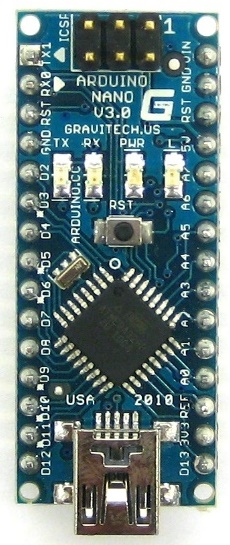 ICSP
1
TX1
RX0
RST
GND
D2
D3
D4
D5
D6
D7
D8
D9
D10
D11
D12
ARDUINO
NANO
V3.0
G
GRAVITECH.US
TX RX PWR L
ARDUINO.CC
RST
VIN
GND
RST
5V
A7
A6
A5
A4
A3
A2
A1
A0
REF
3V3
D13
USA 2010